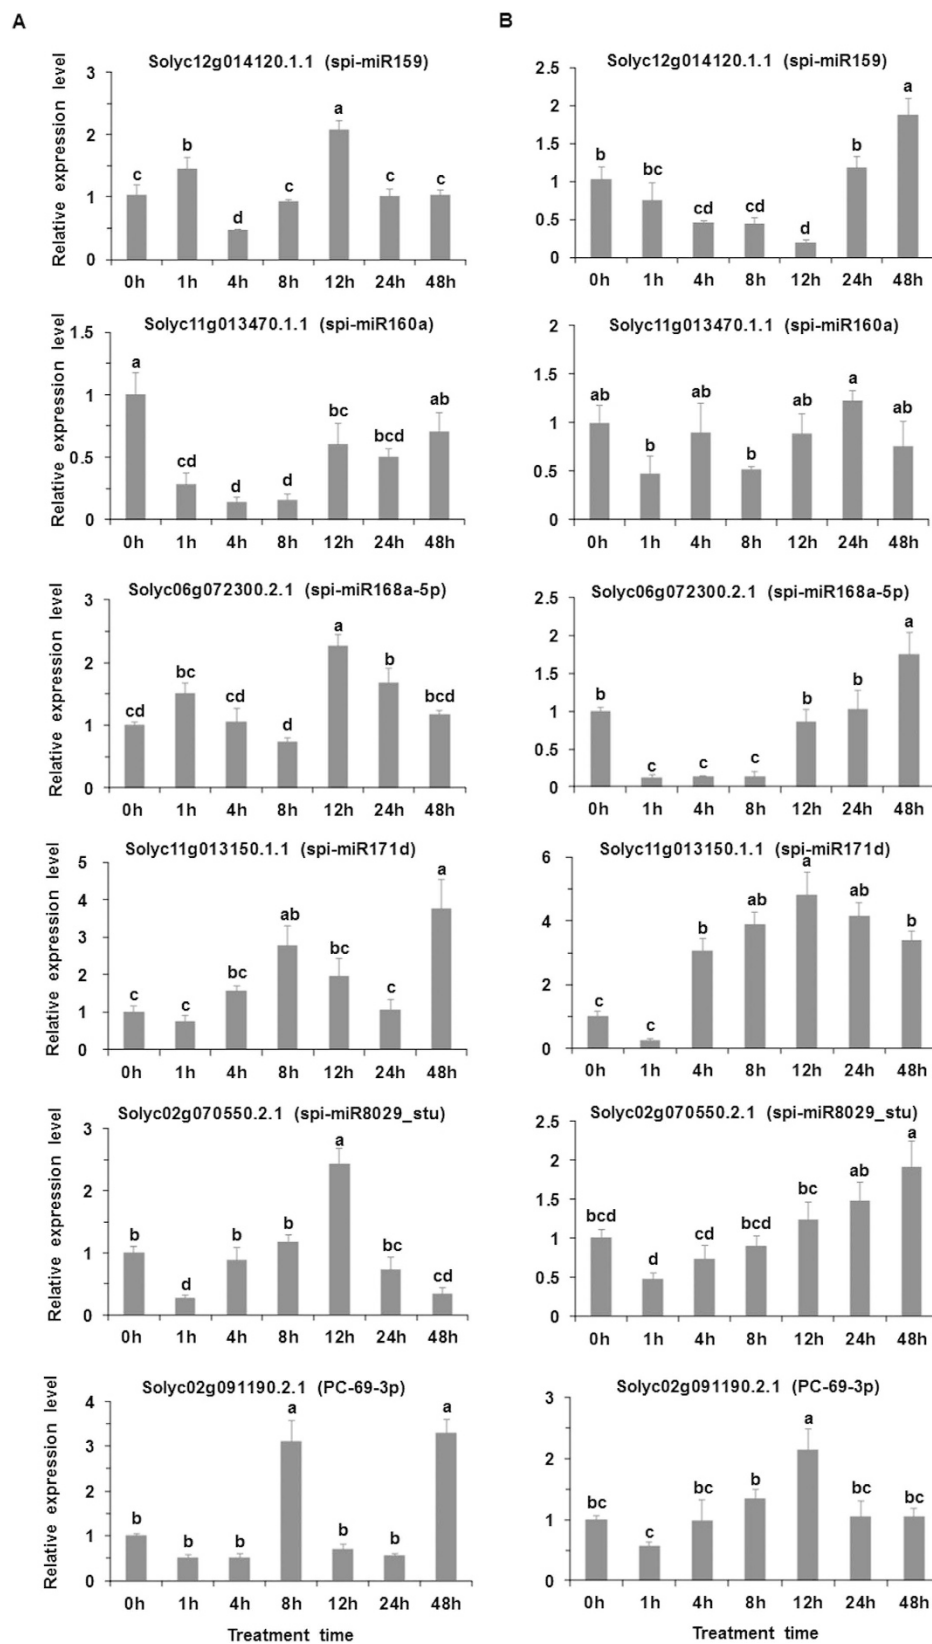 A
B
Solyc12g014120.1.1 (spi-miR159)
Relative expression level
3
2
1
0
c
b
d
c
a
c
c
0h 1h 4h 8h 12h 24h 48h
Solyc12g014120.1.1 (spi-miR159)
2.5
2
1.5
1
0.5
0
b
bc
cd
cd
d
b
a
0h 1h 4h 8h 12h 24h 48h
Solyc11g013470.1.1 (spi-miR160a)
Relative expression level
1.5
1
0.5
0
a
cd
d
d
bc
bcd
ab
0h 1h 4h 8h 12h 24h 48h
Solyc11g013470.1.1 (spi-miR160a)
2
1.5
1
0.5
0
ab
b
ab
b
ab
a
ab
0h 1h 4h 8h 12h 24h 48h
Solyc06g072300.2.1 (spi-miR168a-5p)
Relative expression level
3
2
1
0
cd
bc
cd
d
a
b
bcd
0h 1h 4h 8h 12h 24h 48h
Solyc06g072300.2.1 (spi-miR168a-5p)
2.5
2
1.5
1
0.5
0
b
c
c
c
b
b
a
0h 1h 4h 8h 12h 24h 48h
Solyc11g013150.1.1 (spi-miR171d)
Relative expression level
5
4
3
2
1
0
c
c
bc
ab
bc
c
a
0h 1h 4h 8h 12h 24h 48h
Solyc11g013150.1.1 (spi-miR171d)
6
4
2
0
c
c
b
ab
a
ab
b
0h 1h 4h 8h 12h 24h 48h
Solyc02g070550.2.1 (spi-miR8029_stu)
Relative expression level
3
2
1
0
b
d
b
b
a
bc
cd
0h 1h 4h 8h 12h 24h 48h
Solyc02g070550.2.1 (spi-miR8029_stu)
2.5
2
1.5
1
0.5
0
bcd
d
cd
bcd
bc
ab
a
0h 1h 4h 8h 12h 24h 48h
Solyc02g091190.2.1 (PC-69-3p)
Relative expression level
4
3
2
1
0
b
b
b
a
b
b
a
0h 1h 4h 8h 12h 24h 48h
Treatment time
Solyc02g091190.2.1 (PC-69-3p)
3
2
1
0
bc
c
bc
b
a
bc
bc
0h 1h 4h 8h 12h 24h 48h
Treatment time